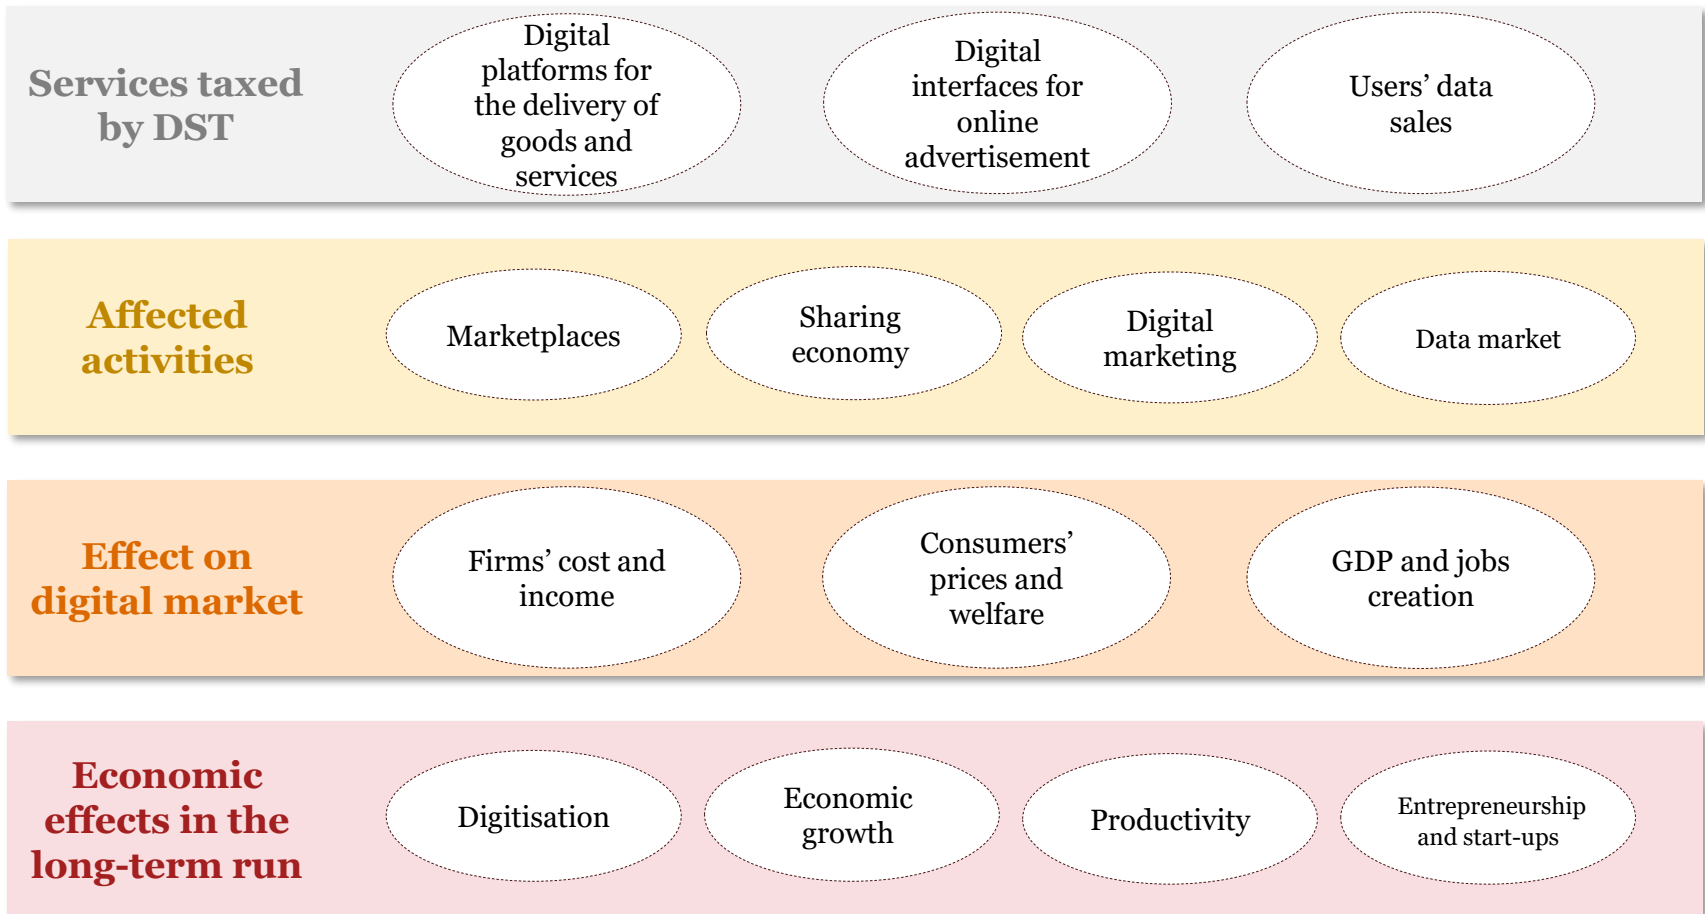 Services taxed
by DST
Digital
platforms for
the delivery of
goods and
services
Digital
interfaces for
online
advertisement
Users’ data
sales
Affected
activities
Marketplaces
Sharing
economy
Digital
marketing
Data market
Effect on
digital market
Firms’ cost and
income
Consumers’
prices and
welfare
GDP and jobs
creation
Economic
effects in the
long-term run
Digitisation
Economic
growth
Productivity
Entrepreneurship
and start-ups